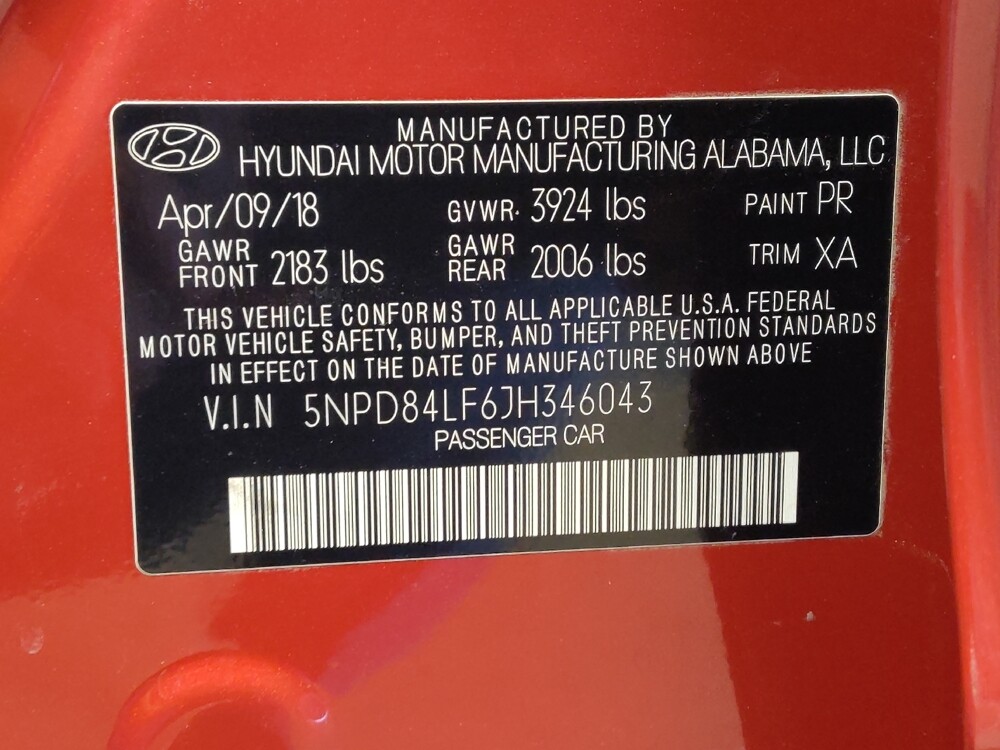 MANUFACTURED BY
HYUNDAI MOTOR MANUFACTURING ALABAMA, LLC
Apr/09/18 GVWR 3924 lbs PAINT PR
GAWR FRONT 2183 lbs GAWR REAR 2006 lbs TRIM XA
THIS VEHICLE CONFORMS TO ALL APPLICABLE U.S.A. FEDERAL
MOTOR VEHICLE SAFETY, BUMPER, AND THEFT PREVENTION STANDARDS
IN EFFECT ON THE DATE OF MANUFACTURE SHOWN ABOVE
V.I.N 5NPD84LF6JH346043
PASSENGER CAR